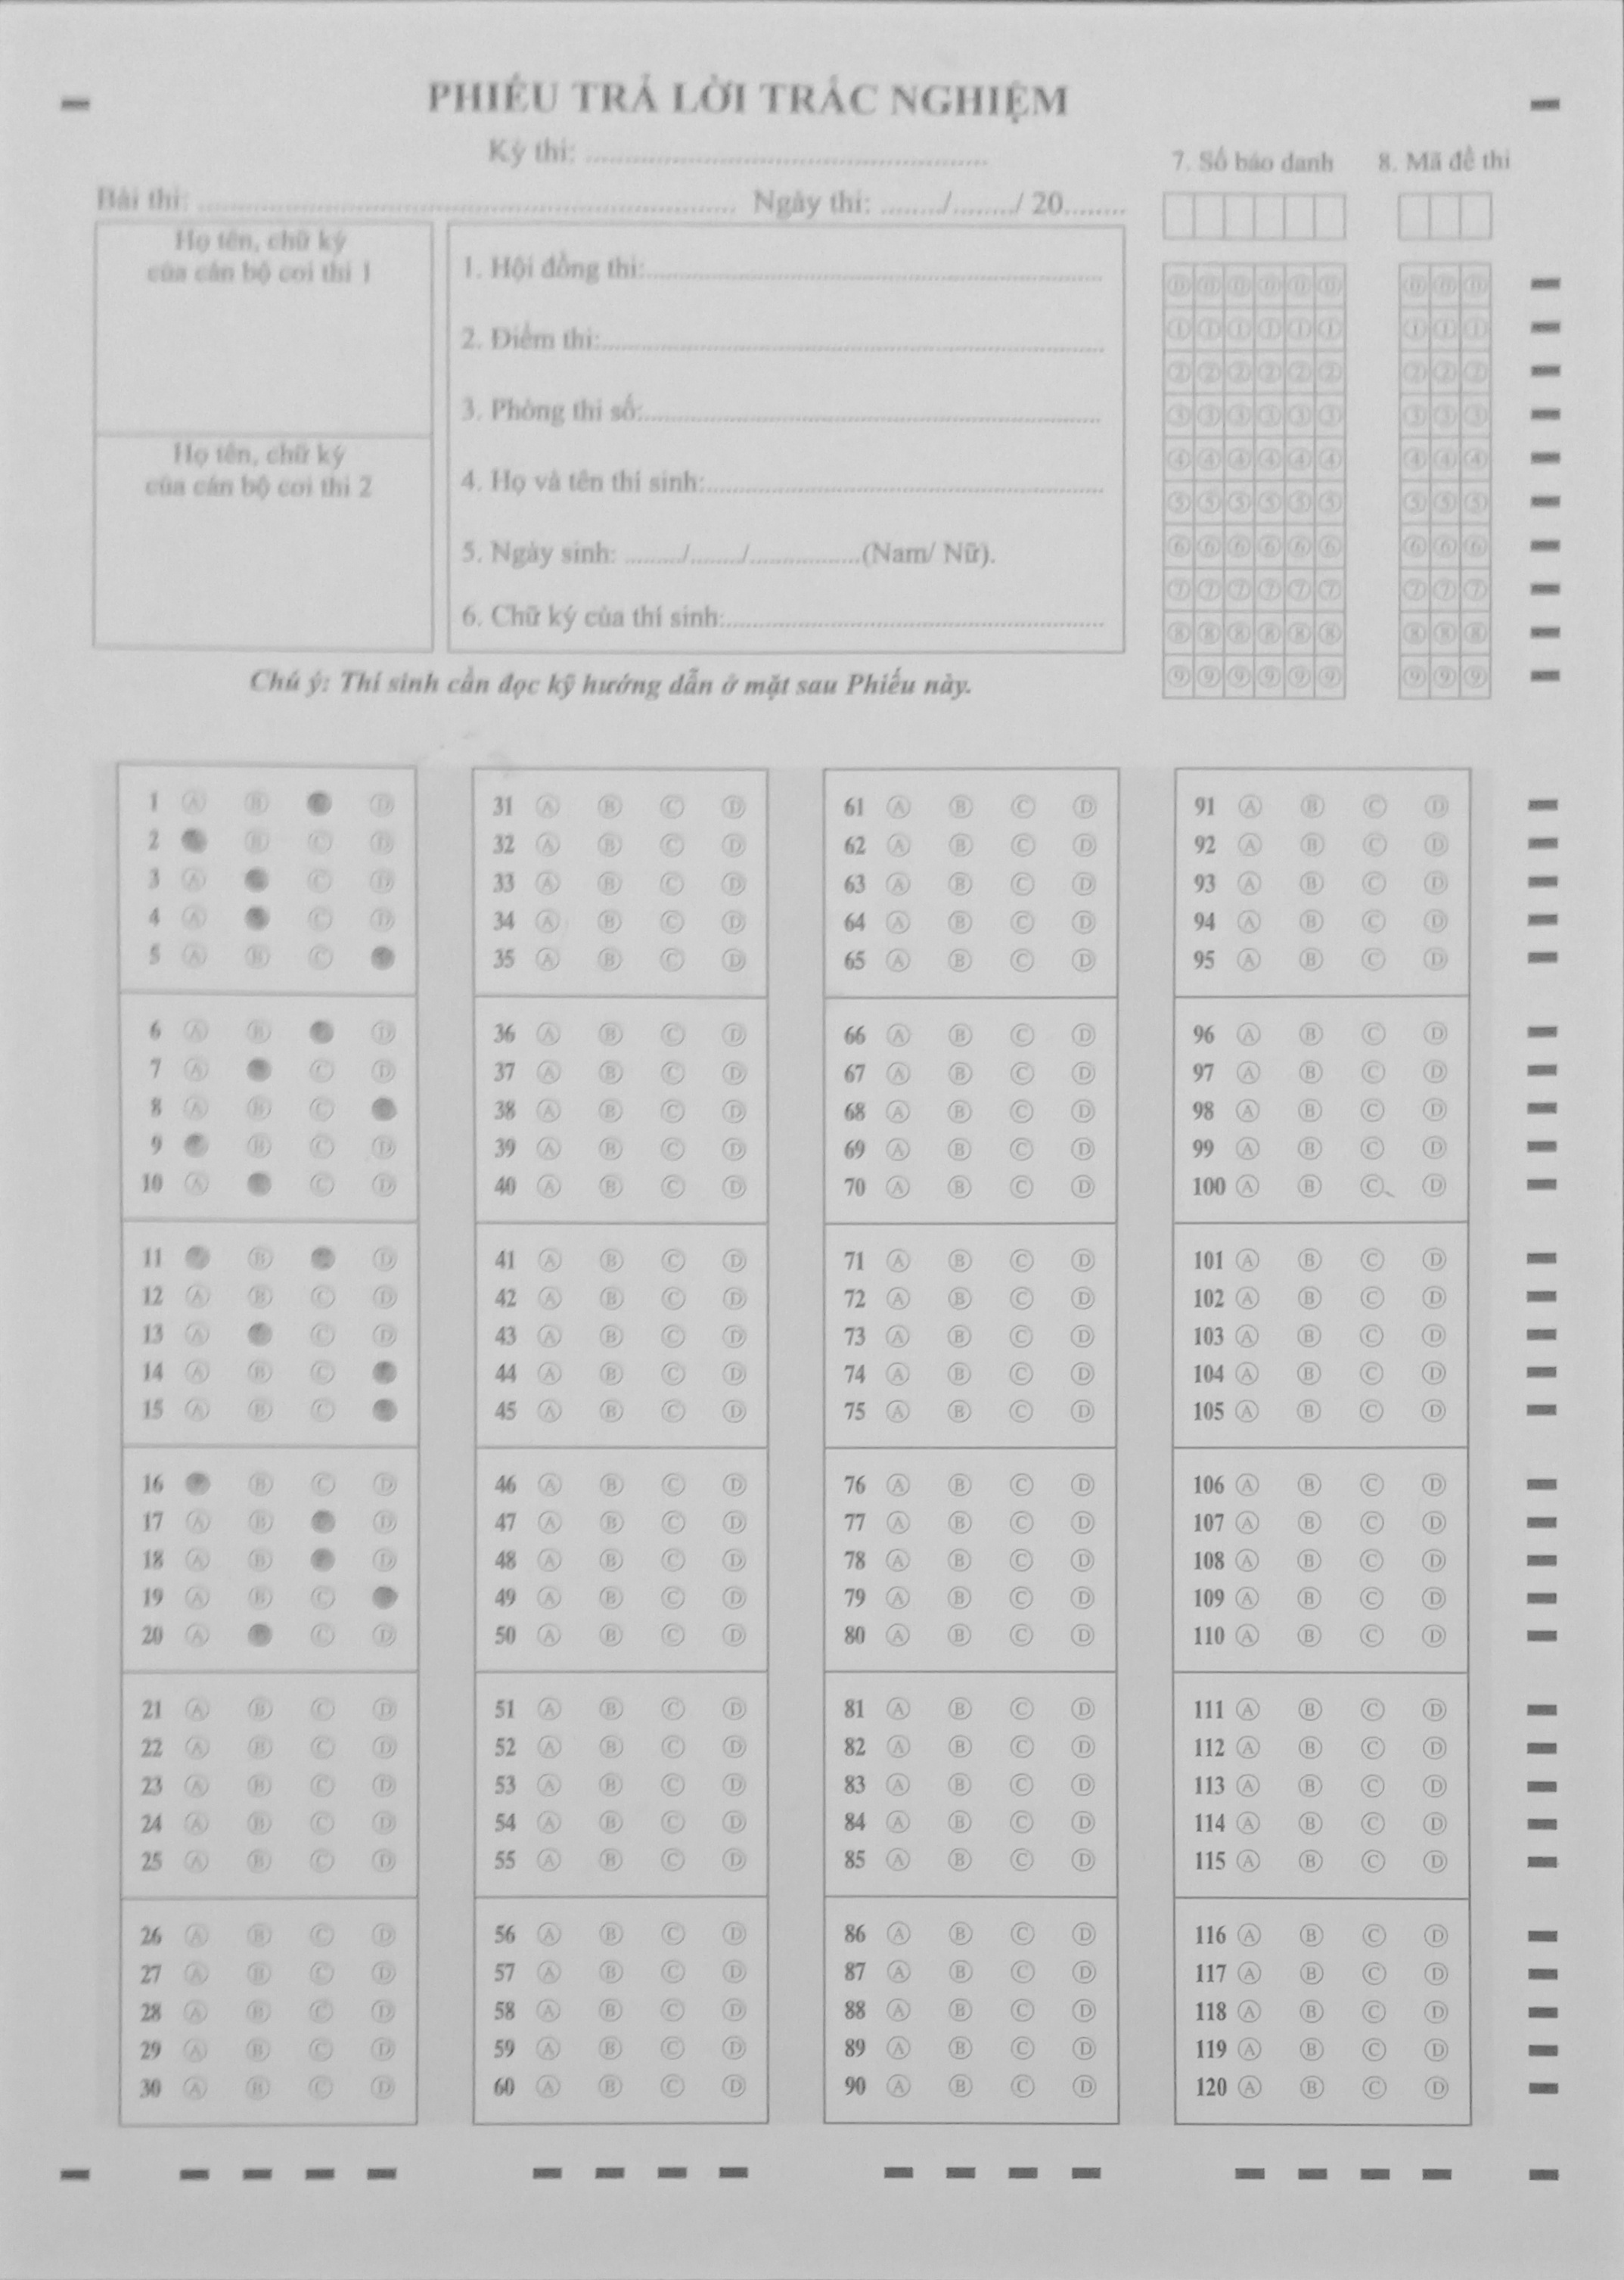 PHIẾU TRẢ LỜI TRẮC NGHIỆM
Kỳ thi: ........................................................
Bài thi: ........................................................ Ngày thi: ......../......../ 20........
7. Số báo danh
8. Mã đề thi
Họ tên, chữ ký
của cán bộ coi thi 1
Họ tên, chữ ký
của cán bộ coi thi 2
1. Hội đồng thi:........................................
2. Điểm thi:........................................
3. Phòng thi số:........................................
4. Họ và tên thí sinh:........................................
5. Ngày sinh: ......../......./...............(Nam/ Nữ).
6. Chữ ký của thí sinh:........................................
0 0 0 0 0 0 0 0 0
1 1 1 1 1 1 1 1 1
2 2 2 2 2 2 2 2 2
3 3 3 3 3 3 3 3 3
4 4 4 4 4 4 4 4 4
5 5 5 5 5 5 5 5 5
6 6 6 6 6 6 6 6 6
7 7 7 7 7 7 7 7 7
8 8 8 8 8 8 8 8 8
9 9 9 9 9 9 9 9 9
Chú ý: Thí sinh cần đọc kỹ hướng dẫn ở mặt sau Phiếu này.
1 A B D
2 B C D
3 A C D
4 A C D
5 A B C
6 A B D
7 A C D
8 A B C
9 B C D
10 A C D
11 B D
12 A B C D
13 A C D
14 A B C
15 A B C
16 B C D
17 A B D
18 A B D
19 A B C
20 A C D
21 A B C D
22 A B C D
23 A B C D
24 A B C D
25 A B C D
26 A B C D
27 A B C D
28 A B C D
29 A B C D
30 A B C D
31 A B C D
32 A B C D
33 A B C D
34 A B C D
35 A B C D
36 A B C D
37 A B C D
38 A B C D
39 A B C D
40 A B C D
41 A B C D
42 A B C D
43 A B C D
44 A B C D
45 A B C D
46 A B C D
47 A B C D
48 A B C D
49 A B C D
50 A B C D
51 A B C D
52 A B C D
53 A B C D
54 A B C D
55 A B C D
56 A B C D
57 A B C D
58 A B C D
59 A B C D
60 A B C D
61 A B C D
62 A B C D
63 A B C D
64 A B C D
65 A B C D
66 A B C D
67 A B C D
68 A B C D
69 A B C D
70 A B C D
71 A B C D
72 A B C D
73 A B C D
74 A B C D
75 A B C D
76 A B C D
77 A B C D
78 A B C D
79 A B C D
80 A B C D
81 A B C D
82 A B C D
83 A B C D
84 A B C D
85 A B C D
86 A B C D
87 A B C D
88 A B C D
89 A B C D
90 A B C D
91 A B C D
92 A B C D
93 A B C D
94 A B C D
95 A B C D
96 A B C D
97 A B C D
98 A B C D
99 A B C D
100 A B C D
101 A B C D
102 A B C D
103 A B C D
104 A B C D
105 A B C D
106 A B C D
107 A B C D
108 A B C D
109 A B C D
110 A B C D
111 A B C D
112 A B C D
113 A B C D
114 A B C D
115 A B C D
116 A B C D
117 A B C D
118 A B C D
119 A B C D
120 A B C D